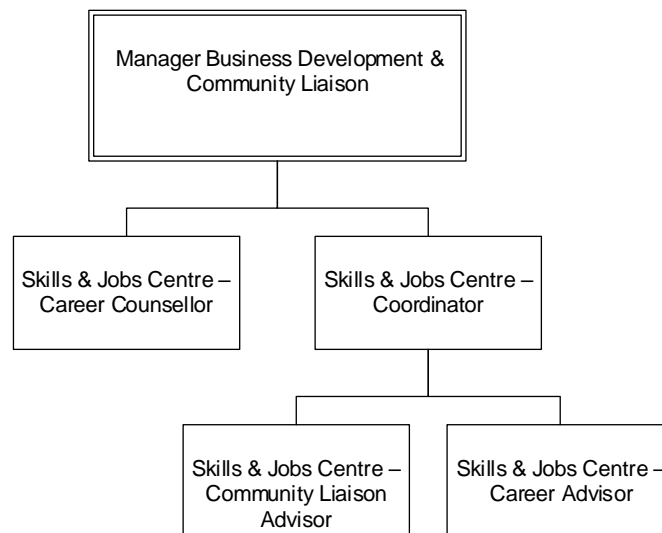 Manager Business Development &
Community Liaison
Skills & Jobs Centre –
Career Counsellor
Skills & Jobs Centre –
Coordinator
Skills & Jobs Centre –
Community Liaison
Advisor
Skills & Jobs Centre –
Career Advisor